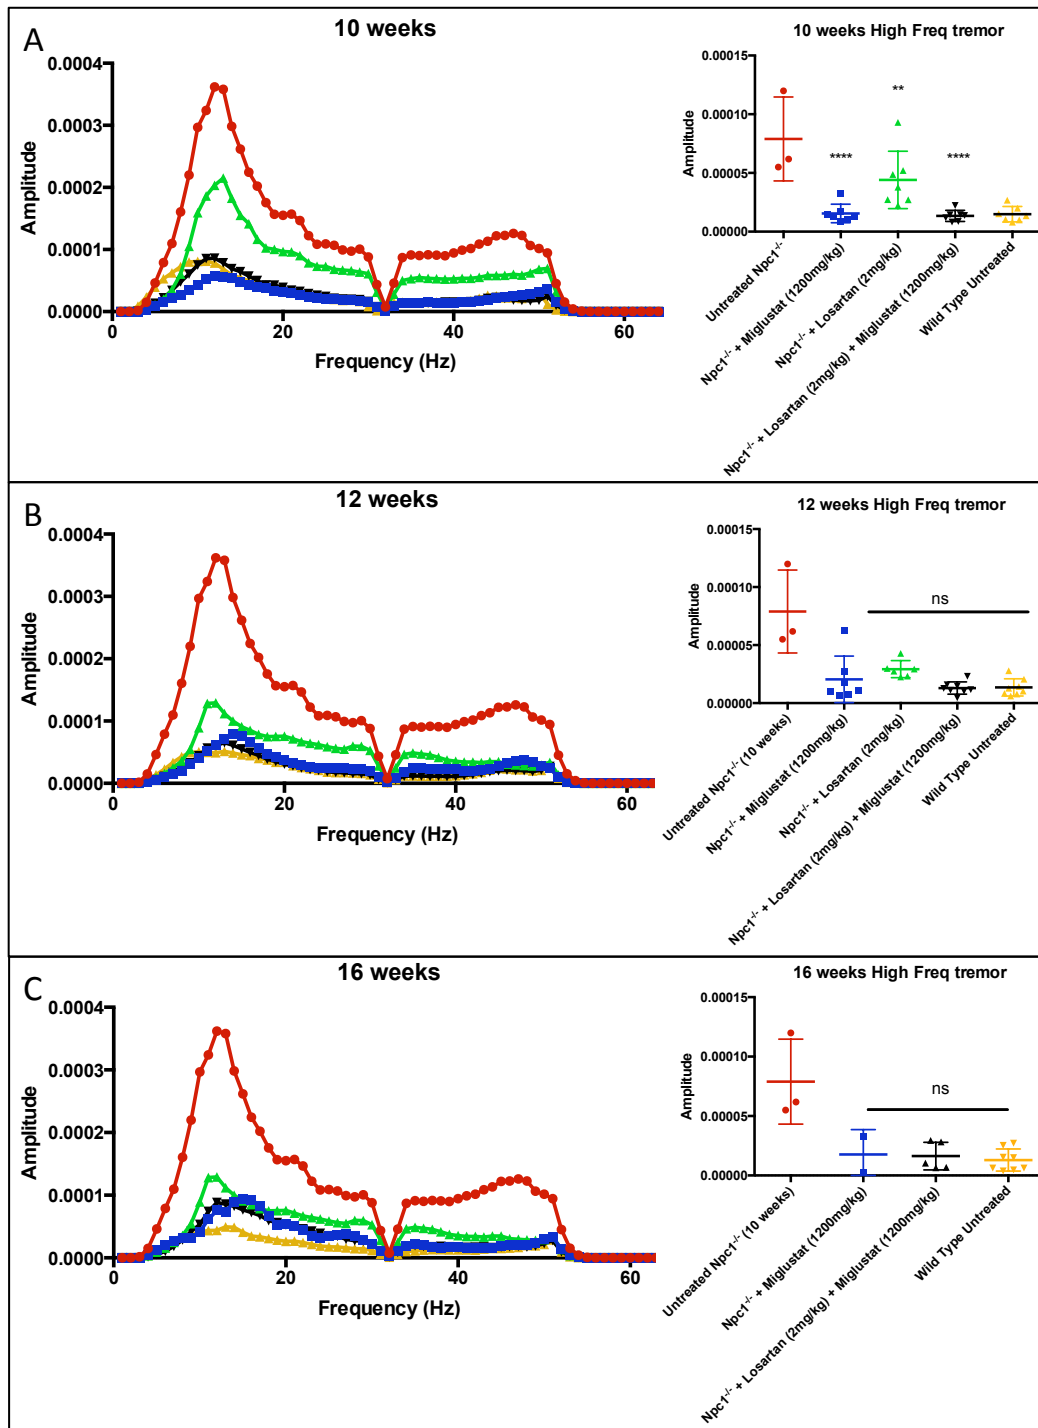 A
10 weeks
Amplitude
0.0004
0.0003
0.0002
0.0001
0.0000
0 20 40 60
Frequency (Hz)
10 weeks High Freq tremor
Amplitude
0.00015
0.00010
0.00005
0.00000
**
**** ****
Untreated Npc1-/-
Npc1-/- + Miglustat (1200mg/kg)
Npc1-/- + Losartan (2mg/kg)
Npc1-/- + Losartan (2mg/kg) + Miglustat (1200mg/kg)
Wild Type Untreated
B
12 weeks
Amplitude
0.0004
0.0003
0.0002
0.0001
0.0000
0 20 40 60
Frequency (Hz)
12 weeks High Freq tremor
Amplitude
0.00015
0.00010
0.00005
0.00000
ns
Untreated Npc1-/- (10 weeks)
Npc1-/- + Miglustat (1200mg/kg)
Npc1-/- + Losartan (2mg/kg)
Npc1-/- + Losartan (2mg/kg) + Miglustat (1200mg/kg)
Wild Type Untreated
C
16 weeks
Amplitude
0.0004
0.0003
0.0002
0.0001
0.0000
0 20 40 60
Frequency (Hz)
16 weeks High Freq tremor
Amplitude
0.00015
0.00010
0.00005
0.00000
ns
Untreated Npc1-/- (10 weeks)
Npc1-/- + Miglustat (1200mg/kg)
Npc1-/- + Losartan (2mg/kg) + Miglustat (1200mg/kg)
Wild Type Untreated